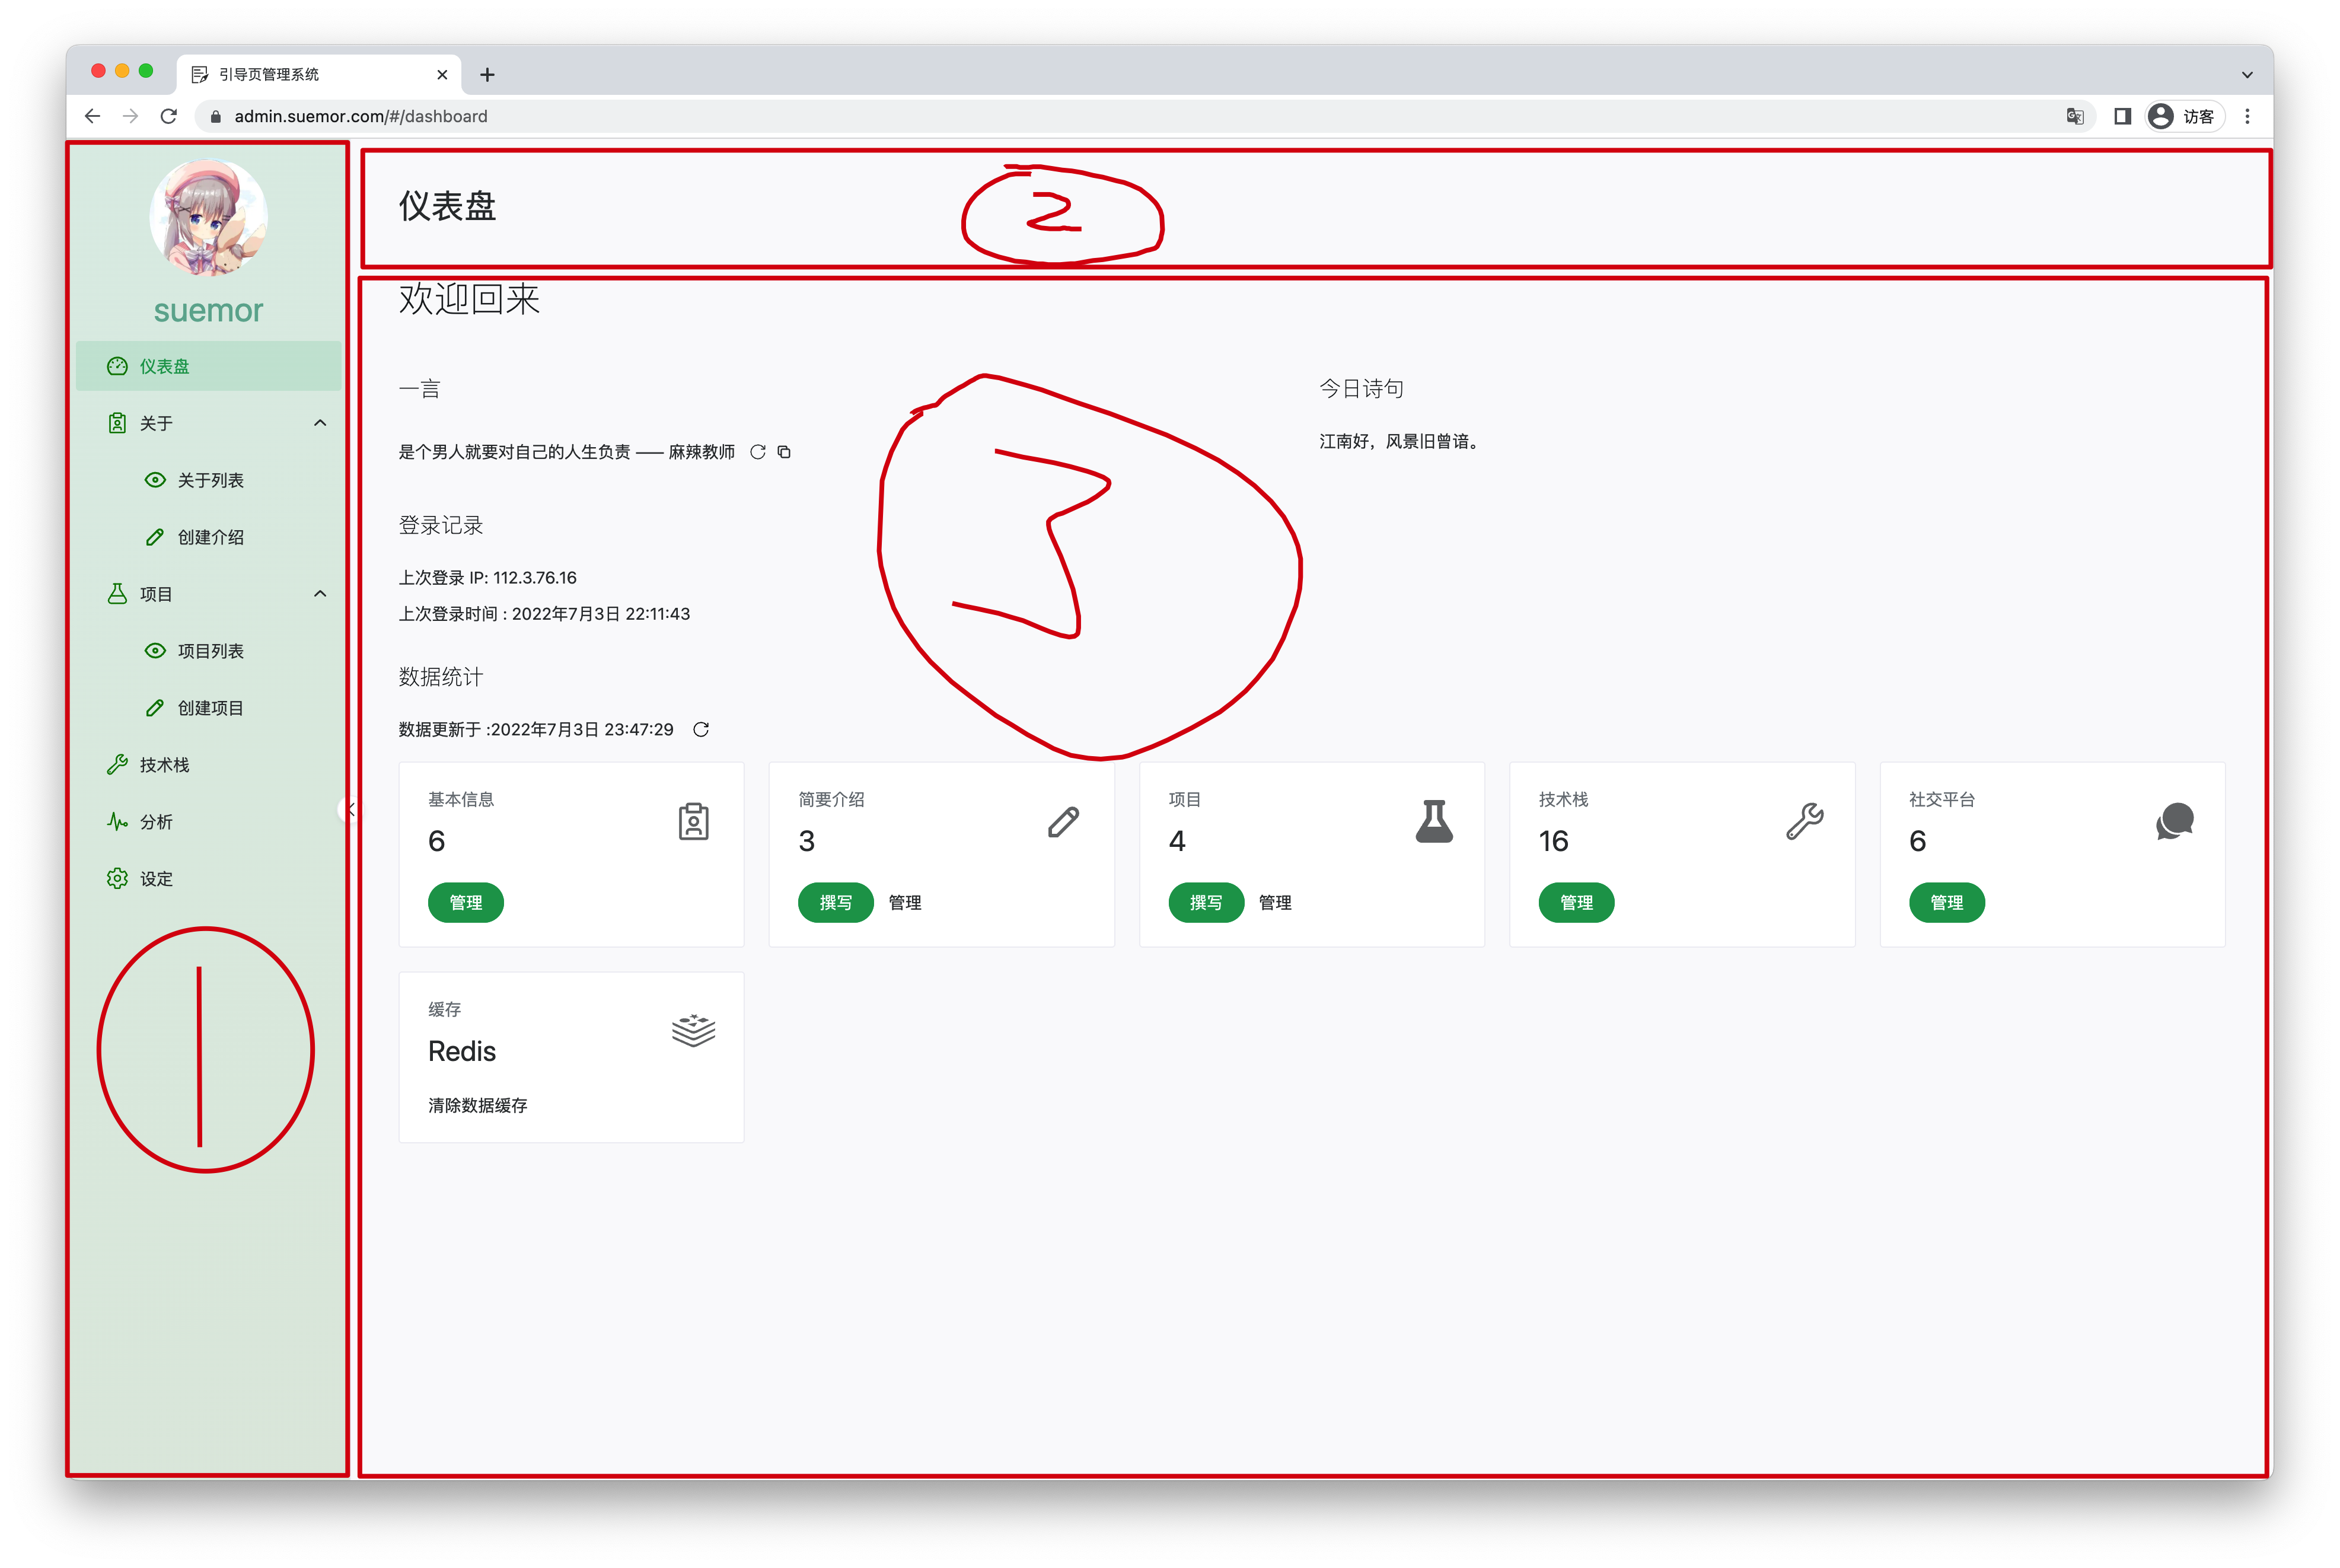 引导页管理系统
admin.suemor.com/#/dashboard
访客
suemor
仪表盘
关于
关于列表
创建介绍
项目
项目列表
创建项目
技术栈
分析
设定
1
仪表盘
2
欢迎回来
一言
是个男人就要对自己的人生负责 —— 麻辣教师
今日诗句
江南好，风景旧曾谙。
3
登录记录
上次登录 IP: 112.3.76.16
上次登录时间 : 2022年7月3日 22:11:43
数据统计
数据更新于 :2022年7月3日 23:47:29
基本信息
6
管理
简要介绍
3
撰写 管理
项目
4
撰写 管理
技术栈
16
管理
社交平台
6
管理
缓存
Redis
清除数据缓存